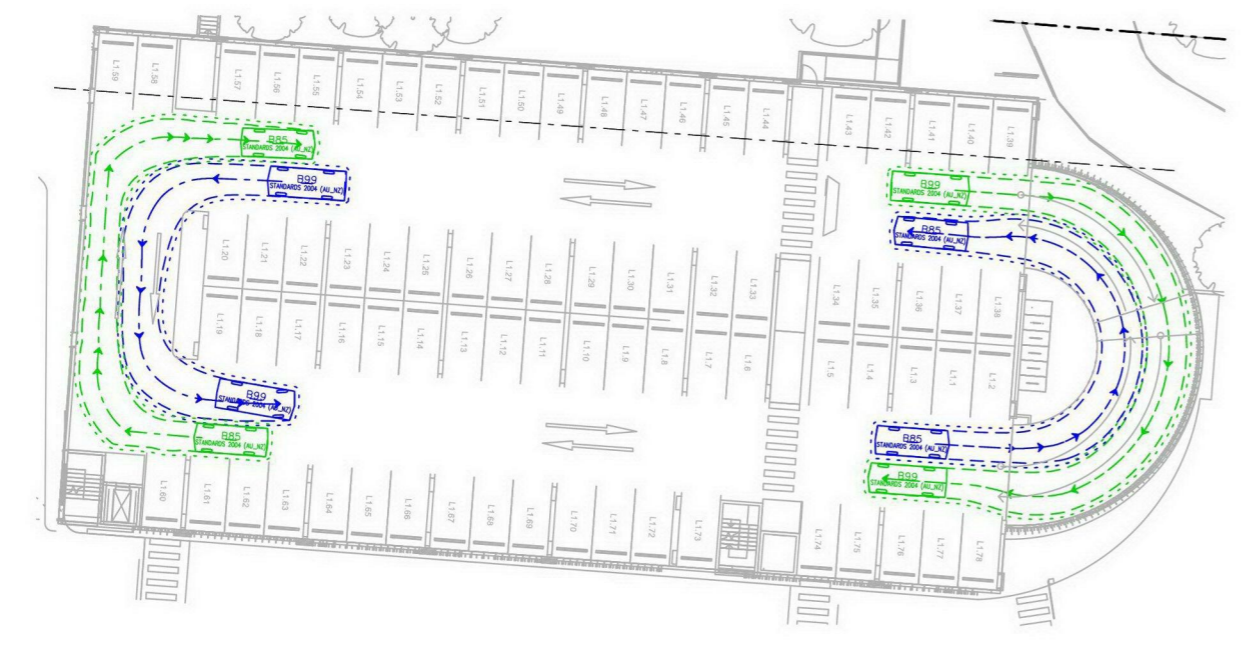 L1.59
L1.58
L1.57
L1.56
L1.55
L1.54
L1.53
L1.52
L1.51
L1.50
L1.49
L1.48
L1.47
L1.46
L1.45
L1.44
L1.43
L1.42
L1.41
L1.40
L1.39
B85
STANDARDS 2004 (AU_NZ)
B99
STANDARDS 2004 (AU_NZ)
B99
STANDARDS 2004 (AU_NZ)
B85
STANDARDS 2004 (AU_NZ)
L1.20
L1.21
L1.22
L1.23
L1.24
L1.25
L1.26
L1.27
L1.28
L1.29
L1.30
L1.31
L1.32
L1.33
L1.34
L1.35
L1.36
L1.37
L1.38
L1.19
L1.18
L1.17
L1.16
L1.15
L1.14
L1.13
L1.12
L1.11
L1.10
L1.9
L1.8
L1.7
L1.6
L1.5
L1.4
L1.3
L1.1
L1.2
B99
STANDARDS 2004 (AU_NZ)
B85
STANDARDS 2004 (AU_NZ)
B85
STANDARDS 2004 (AU_NZ)
B99
STANDARDS 2004 (AU_NZ)
L1.60
L1.61
L1.62
L1.63
L1.64
L1.65
L1.66
L1.67
L1.68
L1.69
L1.70
L1.71
L1.72
L1.73
L1.74
L1.75
L1.76
L1.77
L1.78